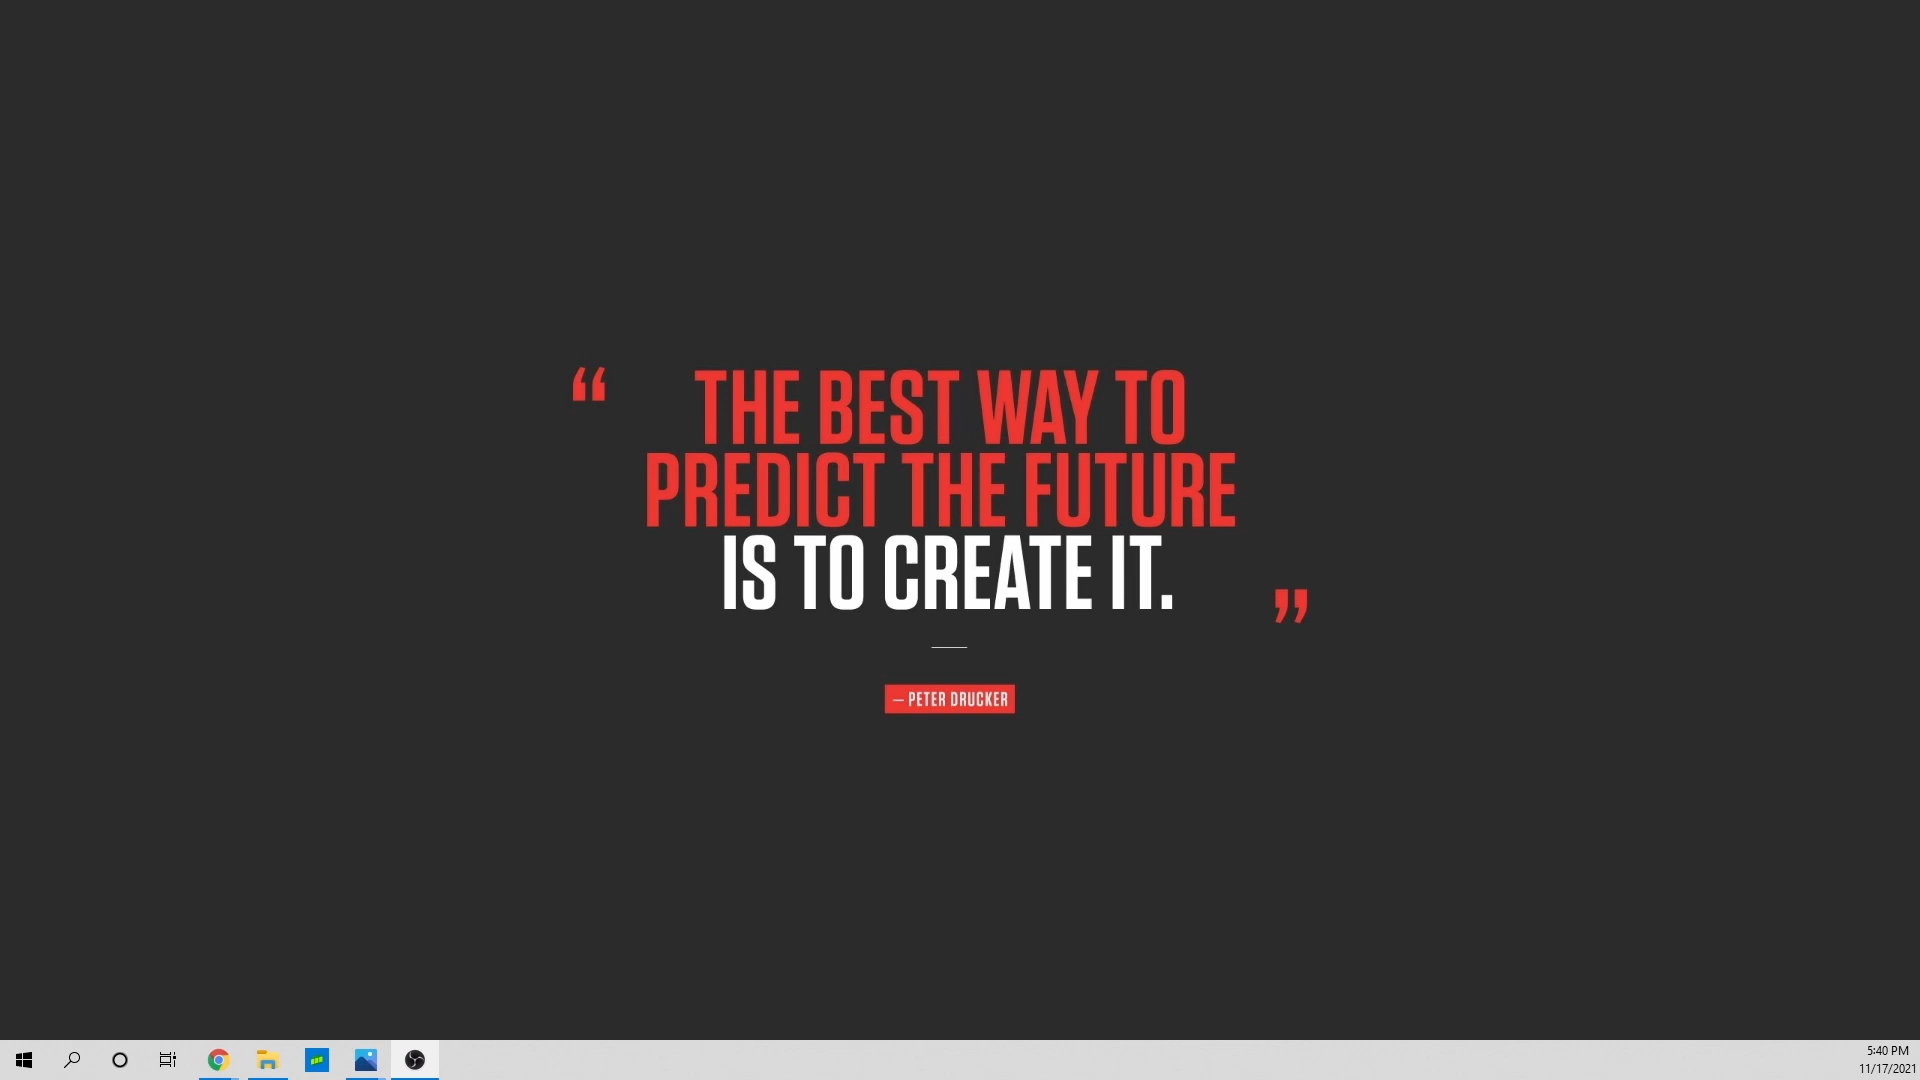 “ THE BEST WAY TO
PREDICT THE FUTURE
IS TO CREATE IT. ”
— PETER DRUCKER
5:40 PM
11/17/2021